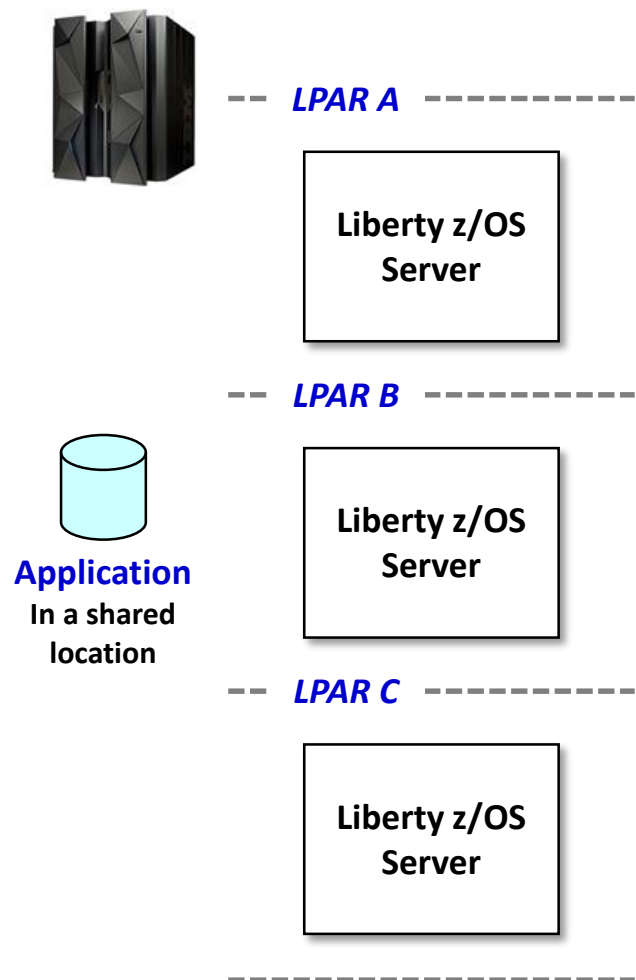 LPAR A
Liberty z/OS
Server
LPAR B
Liberty z/OS
Server
Application
In a shared
location
LPAR C
Liberty z/OS
Server